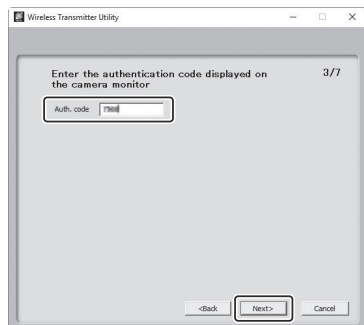 Wireless Transmitter Utility
Enter the authentication code displayed on 3/7
the camera monitor
Auth. code
<Back Next> Cancel